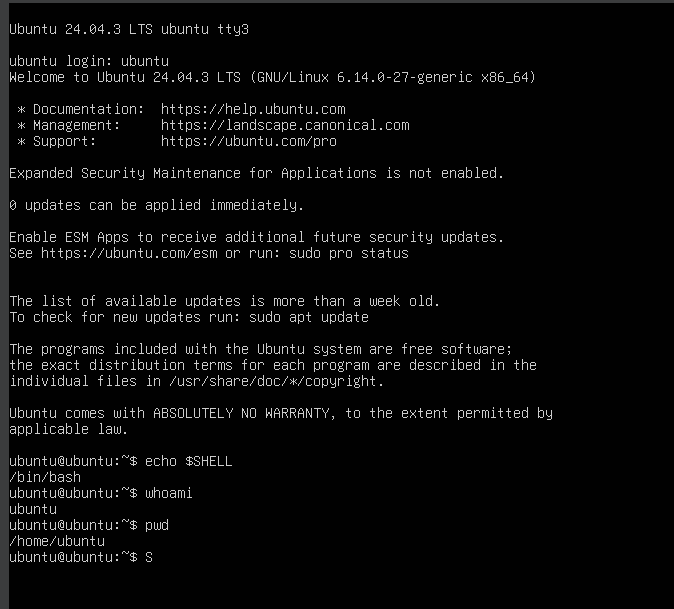 Ubuntu 24.04.3 LTS ubuntu tty3
ubuntu login: ubuntu
Welcome to Ubuntu 24.04.3 LTS (GNU/Linux 6.14.0-27-generic x86_64)
* Documentation:  https://help.ubuntu.com
* Management:     https://landscape.canonical.com
* Support:        https://ubuntu.com/pro
Expanded Security Maintenance for Applications is not enabled.
0 updates can be applied immediately.
Enable ESM Apps to receive additional future security updates.
See https://ubuntu.com/esm or run: sudo pro status
The list of available updates is more than a week old.
To check for new updates run: sudo apt update
The programs included with the Ubuntu system are free software;
the exact distribution terms for each program are described in the
individual files in /usr/share/doc/*/copyright.
Ubuntu comes with ABSOLUTELY NO WARRANTY, to the extent permitted by
applicable law.
ubuntu@ubuntu:~$ echo $SHELL
/bin/bash
ubuntu@ubuntu:~$ whoami
ubuntu
ubuntu@ubuntu:~$ pwd
/home/ubuntu
ubuntu@ubuntu:~$ S